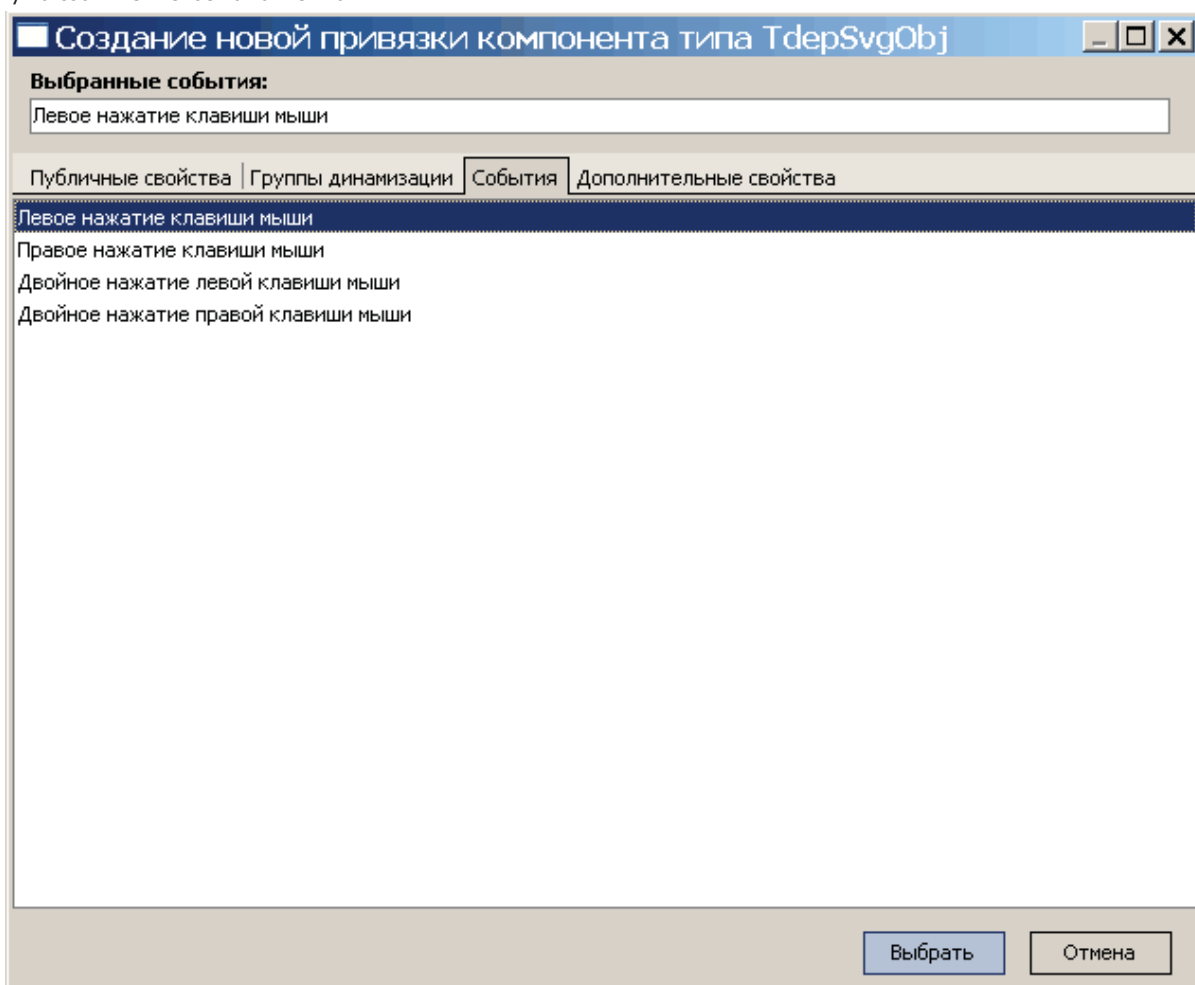 Создание новой привязки компонента типа TdepSvgObj
Выбранные события:
Левое нажатие клавиши мыши
Публичные свойства Группы динамизации События Дополнительные свойства
Левое нажатие клавиши мыши
Правое нажатие клавиши мыши
Двойное нажатие левой клавиши мыши
Двойное нажатие правой клавиши мыши
Выбрать Отмена